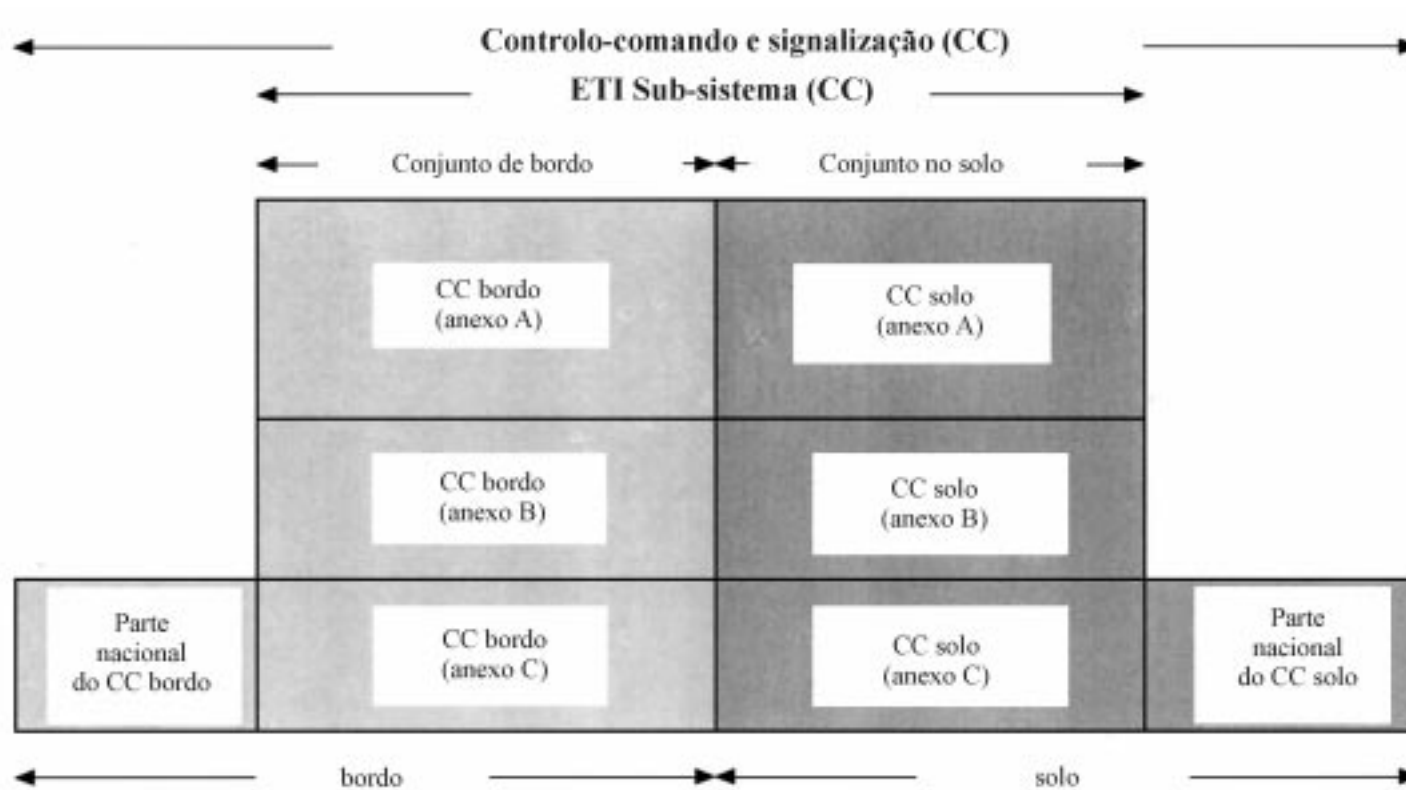 Controlo-comando e signalização (CC)
ETI Sub-sistema (CC)
Conjunto de bordo
Conjunto no solo
CC bordo
(anexo A)
CC solo
(anexo A)
CC bordo
(anexo B)
CC solo
(anexo B)
Parte
nacional
do CC bordo
CC bordo
(anexo C)
CC solo
(anexo C)
Parte
nacional
do CC solo
bordo
solo